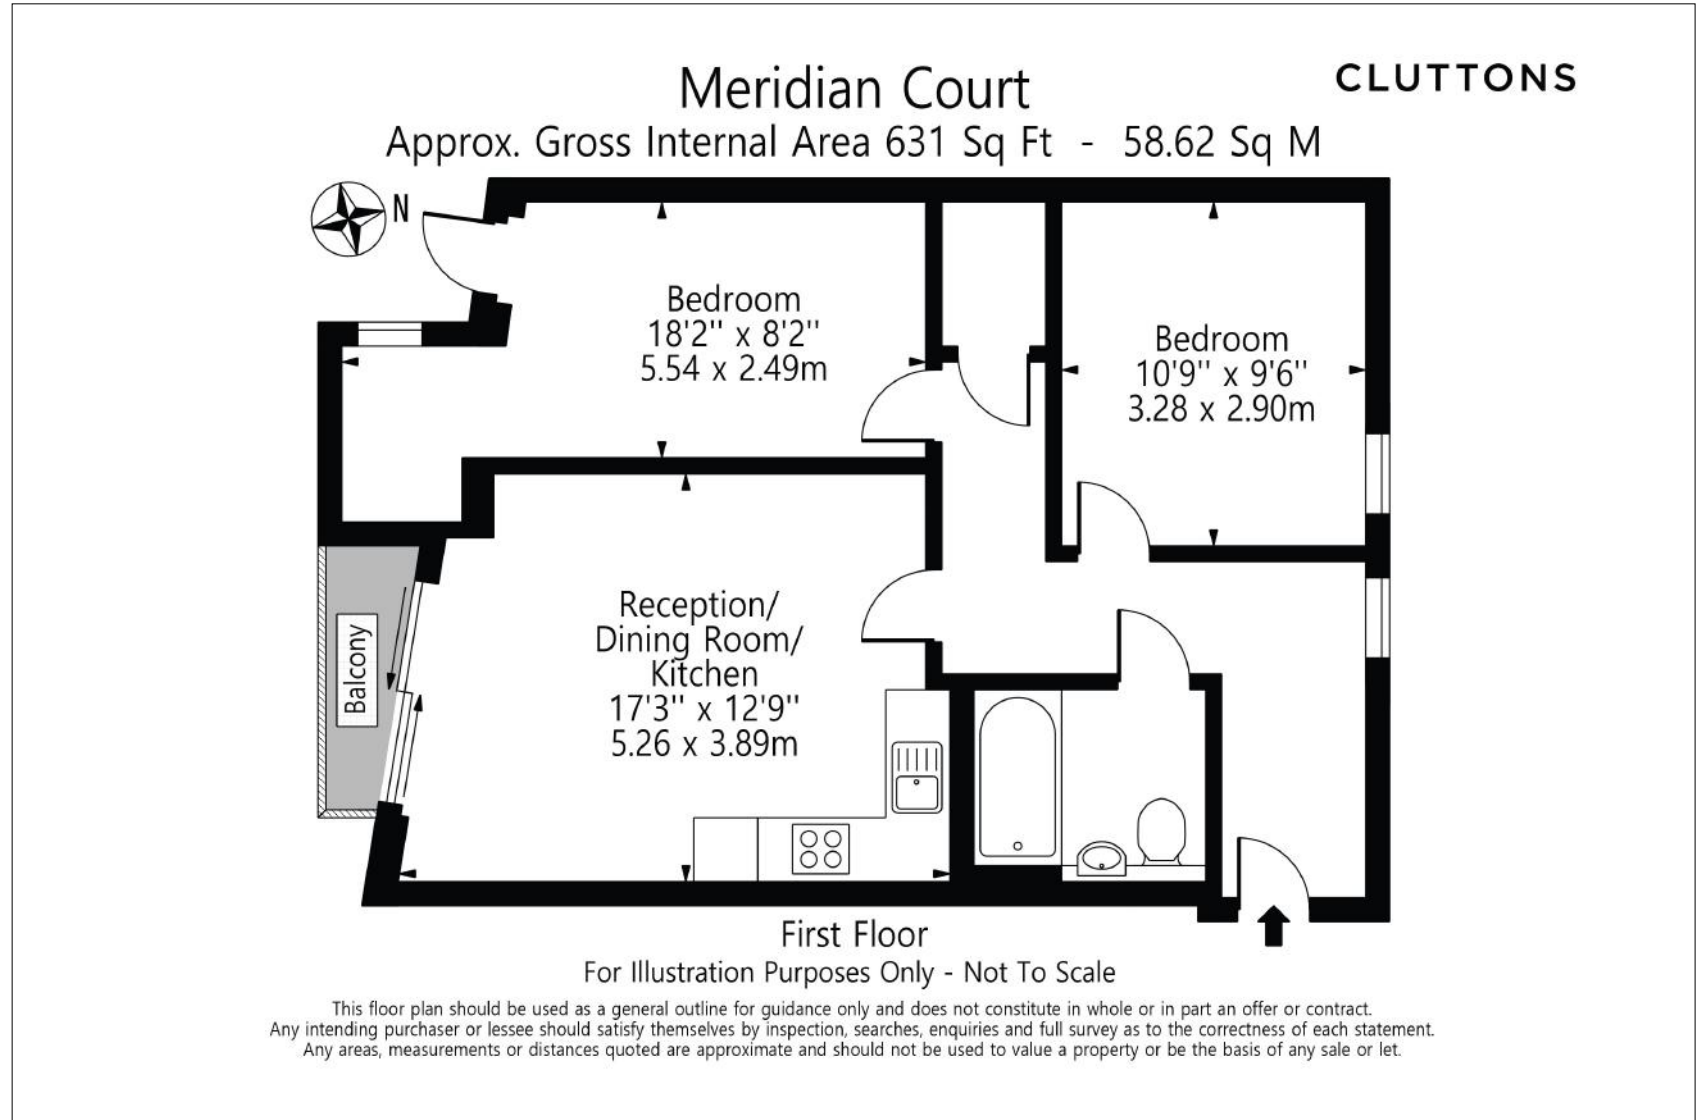 CLUTTONS
Meridian Court
Approx. Gross Internal Area 631 Sq Ft - 58.62 Sq M
N
Bedroom
18'2'' x 8'2''
5.54 x 2.49m
Bedroom
10'9'' x 9'6''
3.28 x 2.90m
Reception/
Dining Room/
Kitchen
17'3'' x 12'9''
5.26 x 3.89m
Balcony
First Floor
For Illustration Purposes Only - Not To Scale
This floor plan should be used as a general outline for guidance only and does not constitute in whole or in part an offer or contract.
Any intending purchaser or lessee should satisfy themselves by inspection, searches, enquiries and full survey as to the correctness of each statement.
Any areas, measurements or distances quoted are approximate and should not be used to value a property or be the basis of any sale or let.